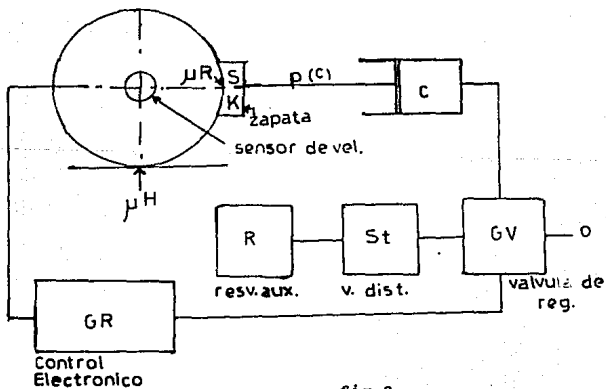 μR
S
K
p(C)
C
zapata
sensor de vel.
μH
R
St
GV
O
resv. aux.
v. dist.
valvula de
reg.
GR
Control
Electronico